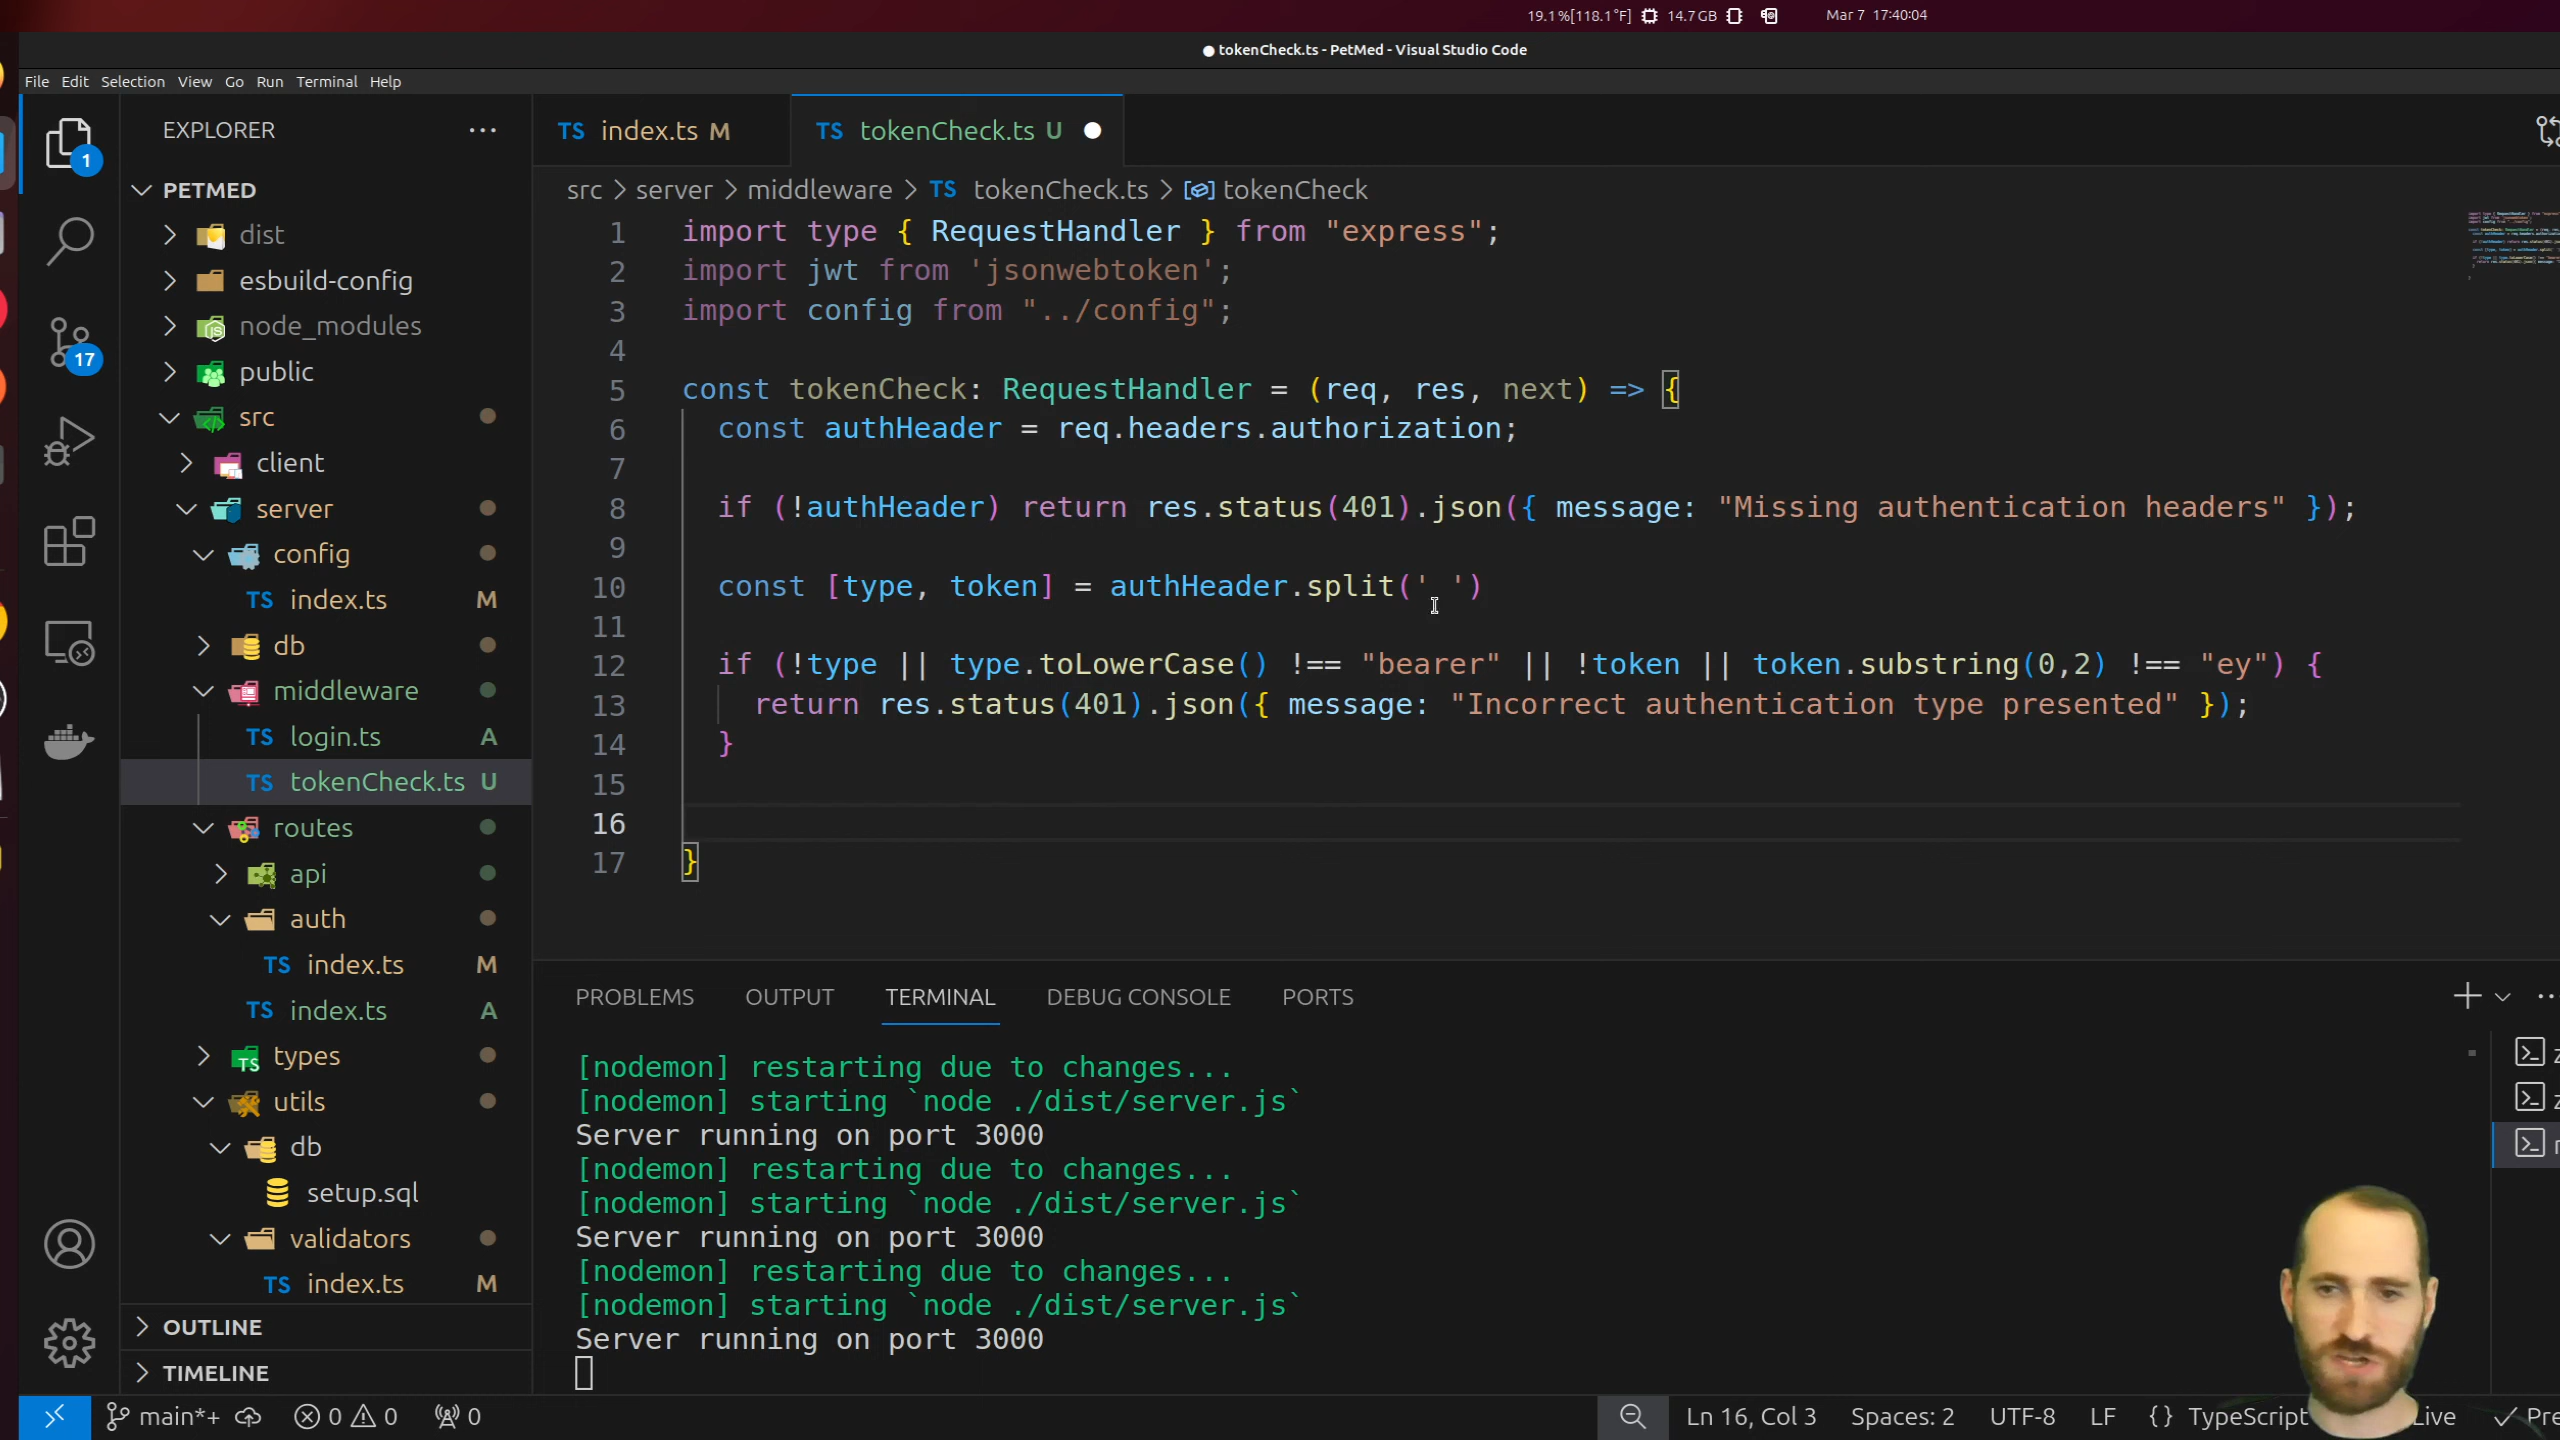 19.1%[118.1°F] 14.7GB Mar 7 17:40:04
● tokenCheck.ts - PetMed - Visual Studio Code
File Edit Selection View Go Run Terminal Help
EXPLORER
TS index.ts M
TS tokenCheck.ts U
1
PETMED
src > server > middleware > TS tokenCheck.ts > tokenCheck
dist
esbuild-config
node_modules
17
public
src
client
server
config
TS index.ts M
db
middleware
TS login.ts A
TS tokenCheck.ts U
routes
api
auth
TS index.ts M
TS index.ts A
types
utils
db
setup.sql
validators
TS index.ts M
OUTLINE
TIMELINE
1 import type { RequestHandler } from "express";
2 import jwt from 'jsonwebtoken';
3 import config from "../config";
4
5 const tokenCheck: RequestHandler = (req, res, next) => {
6 const authHeader = req.headers.authorization;
7
8 if (!authHeader) return res.status(401).json({ message: "Missing authentication headers" });
9
10 const [type, token] = authHeader.split(' ')
11
12 if (!type || type.toLowerCase() !== "bearer" || !token || token.substring(0,2) !== "ey") {
13 return res.status(401).json({ message: "Incorrect authentication type presented" });
14 }
15
16
17 }
PROBLEMS OUTPUT TERMINAL DEBUG CONSOLE PORTS
[nodemon] restarting due to changes...
[nodemon] starting `node ./dist/server.js`
Server running on port 3000
[nodemon] restarting due to changes...
[nodemon] starting `node ./dist/server.js`
Server running on port 3000
[nodemon] restarting due to changes...
[nodemon] starting `node ./dist/server.js`
Server running on port 3000
main*+ 0 0 0 Ln 16, Col 3 Spaces: 2 UTF-8 LF {} TypeScript Live